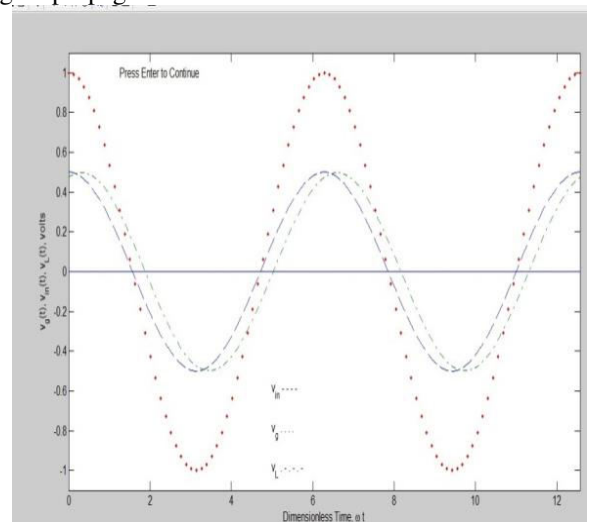 Press Enter to Continue
1
0.8
0.6
0.4
0.2
0
-0.2
-0.4
-0.6
-0.8
-1
v_g(t), v_in(t), v_L(t), volts
V_in
V_g
V_L
0 2 4 6 8 10 12
Dimensionless Time, ω t